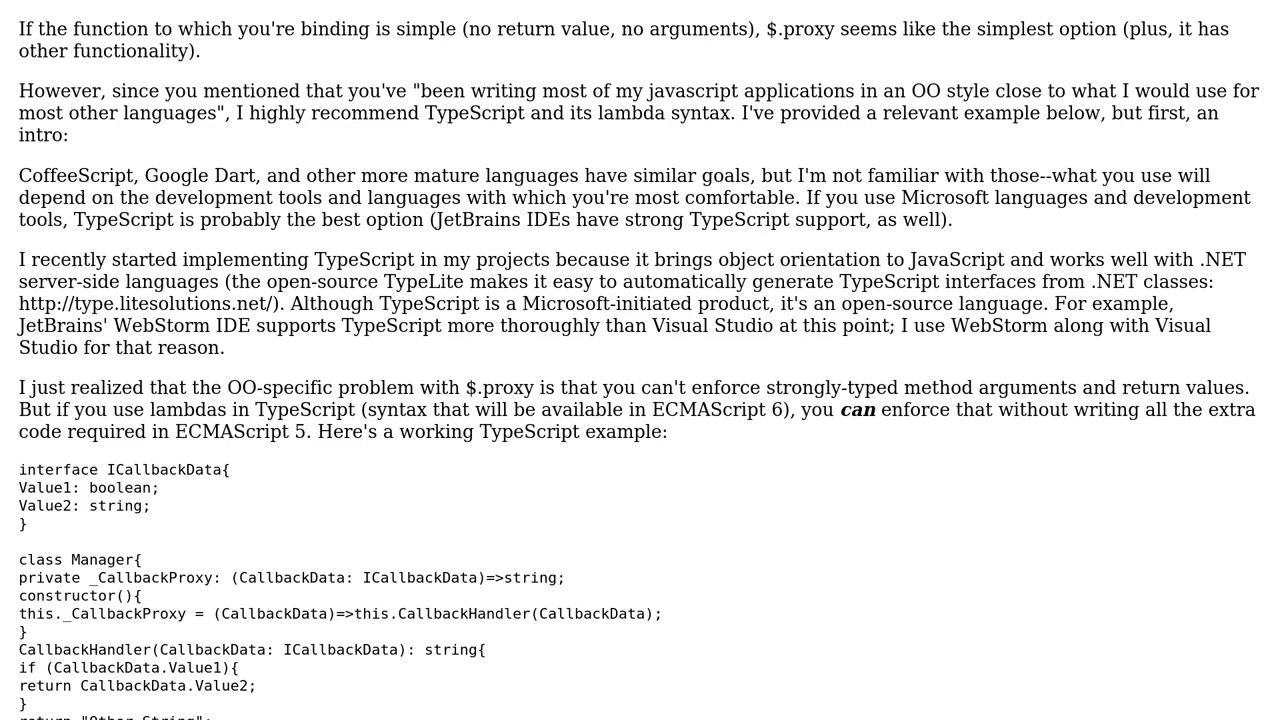 If the function to which you're binding is simple (no return value, no arguments), $.proxy seems like the simplest option (plus, it has
other functionality).
However, since you mentioned that you've "been writing most of my javascript applications in an OO style close to what I would use for
most other languages", I highly recommend TypeScript and its lambda syntax. I've provided a relevant example below, but first, an
intro:
CoffeeScript, Google Dart, and other more mature languages have similar goals, but I'm not familiar with those--what you use will
depend on the development tools and languages with which you're most comfortable. If you use Microsoft languages and development
tools, TypeScript is probably the best option (JetBrains IDEs have strong TypeScript support, as well).
I recently started implementing TypeScript in my projects because it brings object orientation to JavaScript and works well with .NET
server-side languages (the open-source TypeLite makes it easy to automatically generate TypeScript interfaces from .NET classes:
http://type.litesolutions.net/). Although TypeScript is a Microsoft-initiated product, it's an open-source language. For example,
JetBrains' WebStorm IDE supports TypeScript more thoroughly than Visual Studio at this point; I use WebStorm along with Visual
Studio for that reason.
I just realized that the OO-specific problem with $.proxy is that you can't enforce strongly-typed method arguments and return values.
But if you use lambdas in TypeScript (syntax that will be available in ECMAScript 6), you can enforce that without writing all the extra
code required in ECMAScript 5. Here's a working TypeScript example:
interface ICallbackData{
Value1: boolean;
Value2: string;
}
class Manager{
private _CallbackProxy: (CallbackData: ICallbackData)=>string;
constructor(){
this._CallbackProxy = (CallbackData)=>this.CallbackHandler(CallbackData);
}
CallbackHandler(CallbackData: ICallbackData): string{
if (CallbackData.Value1){
return CallbackData.Value2;
}
return "Other String";